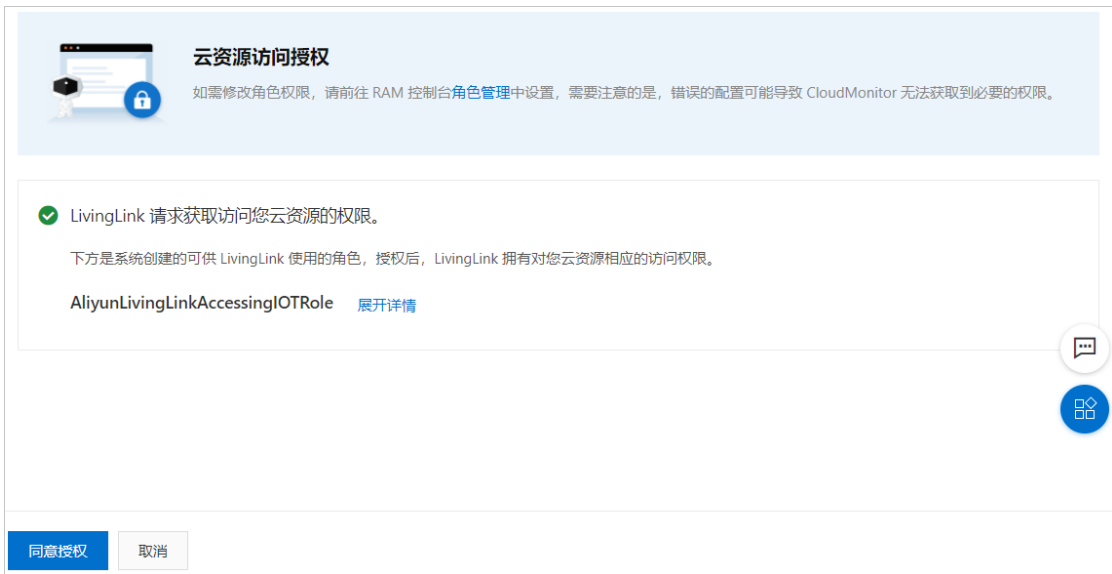 云资源访问授权
如需修改角色权限，请前往 RAM 控制台角色管理中设置，需要注意的是，错误的配置可能导致 CloudMonitor 无法获取到必要的权限。
LivingLink 请求获取访问您云资源的权限。
下方是系统创建的可供 LivingLink 使用的角色，授权后，LivingLink 拥有对您云资源相应的访问权限。
AliyunLivingLinkAccessingIOTRole 展开详情
同意授权 取消